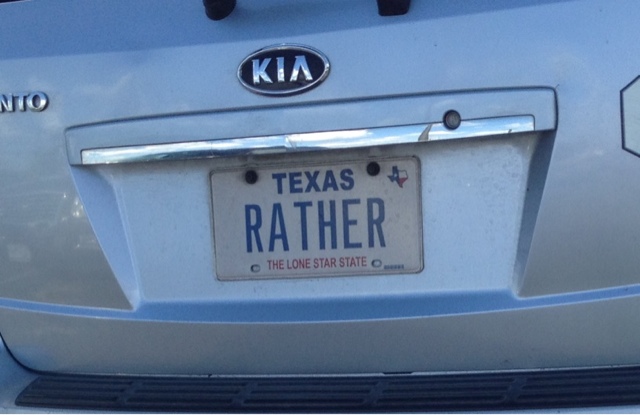 KIA
NTO
TEXAS
RATHER
THE LONE STAR STATE